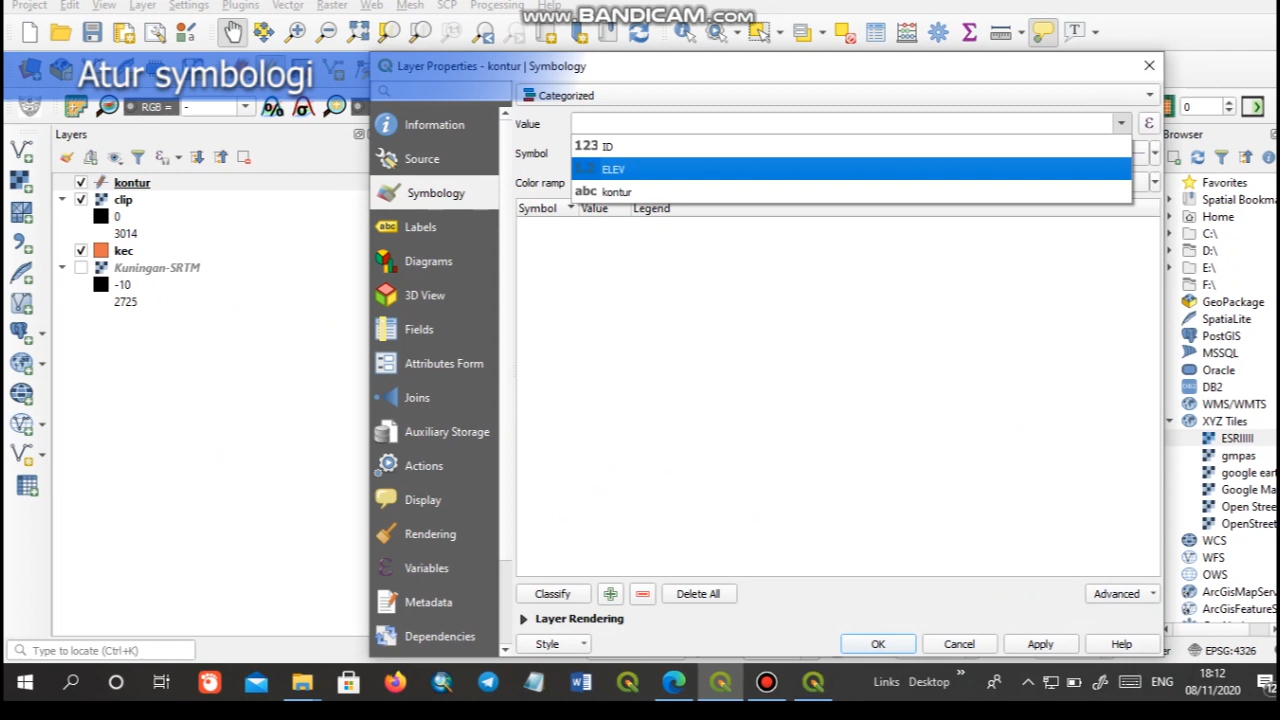 Project Edit View Layer Settings Plugins Vector Raster Web Mesh SCP Processing Help
www.BANDICAM.com
Atur symbologi
Layer Properties - kontur | Symbology
RGB = -
0
Categorized
Information
Source
Symbology
Labels
Diagrams
3D View
Fields
Attributes Form
Joins
Auxiliary Storage
Actions
Display
Rendering
Variables
Metadata
Dependencies
Value
ε
123 ID
Symbol
ELEV
Color ramp
abc kontur
Symbol Value Legend
Classify
Delete All
Advanced
Layer Rendering
Style
OK
Cancel
Apply
Help
Layers
kontur
clip
0
3014
kec
Kuningan-SRTM
-10
2725
Browser
Favorites
Spatial Bookma
Home
C:\
D:\
E:\
F:\
GeoPackage
SpatiaLite
PostGIS
MSSQL
Oracle
DB2
WMS/WMTS
XYZ Tiles
ESRIIIII
gmpas
google ear
Google Ma
Open Stree
OpenStreet
WCS
WFS
OWS
ArcGisMapServ
ArcGisFeatureS
Type to locate (Ctrl+K)
EPSG:4326
Links Desktop
ENG
18:12
08/11/2020
12